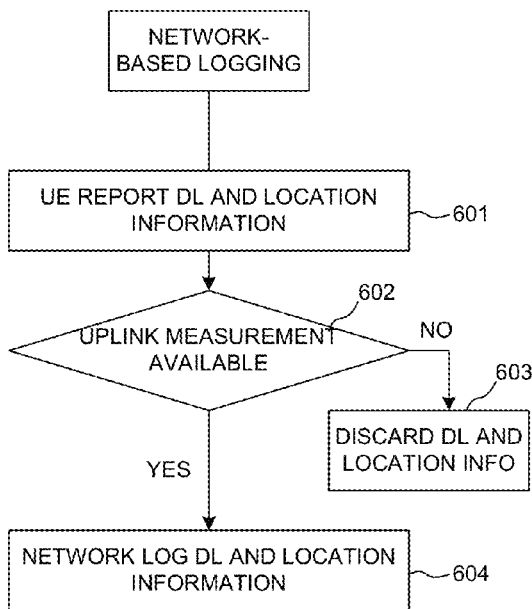 NETWORK-
BASED LOGGING
UE REPORT DL AND LOCATION
INFORMATION
601
602
UPLINK MEASUREMENT
AVAILABLE
NO
603
DISCARD DL AND
LOCATION INFO
YES
NETWORK LOG DL AND LOCATION
INFORMATION
604